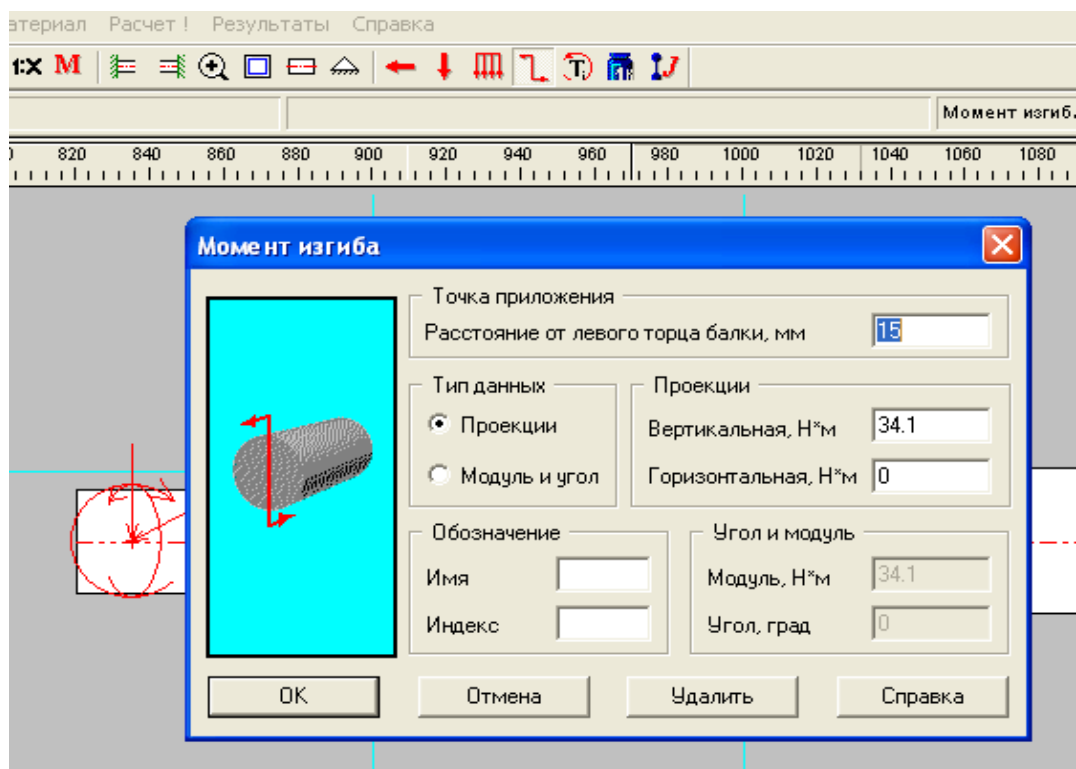 атериал Расчет ! Результаты Справка
1:X M T J
Момент изгиб.
820 840 860 880 900 920 940 960 980 1000 1020 1040 1060 1080
Момент изгиба
Точка приложения
Расстояние от левого торца балки, мм 15
Тип данных Проекции
Проекции Вертикальная, Н*м 34.1
Модуль и угол Горизонтальная, Н*м 0
Обозначение Угол и модуль
Имя Модуль, Н*м 34.1
Индекс Угол, град 0
OK Отмена Удалить Справка